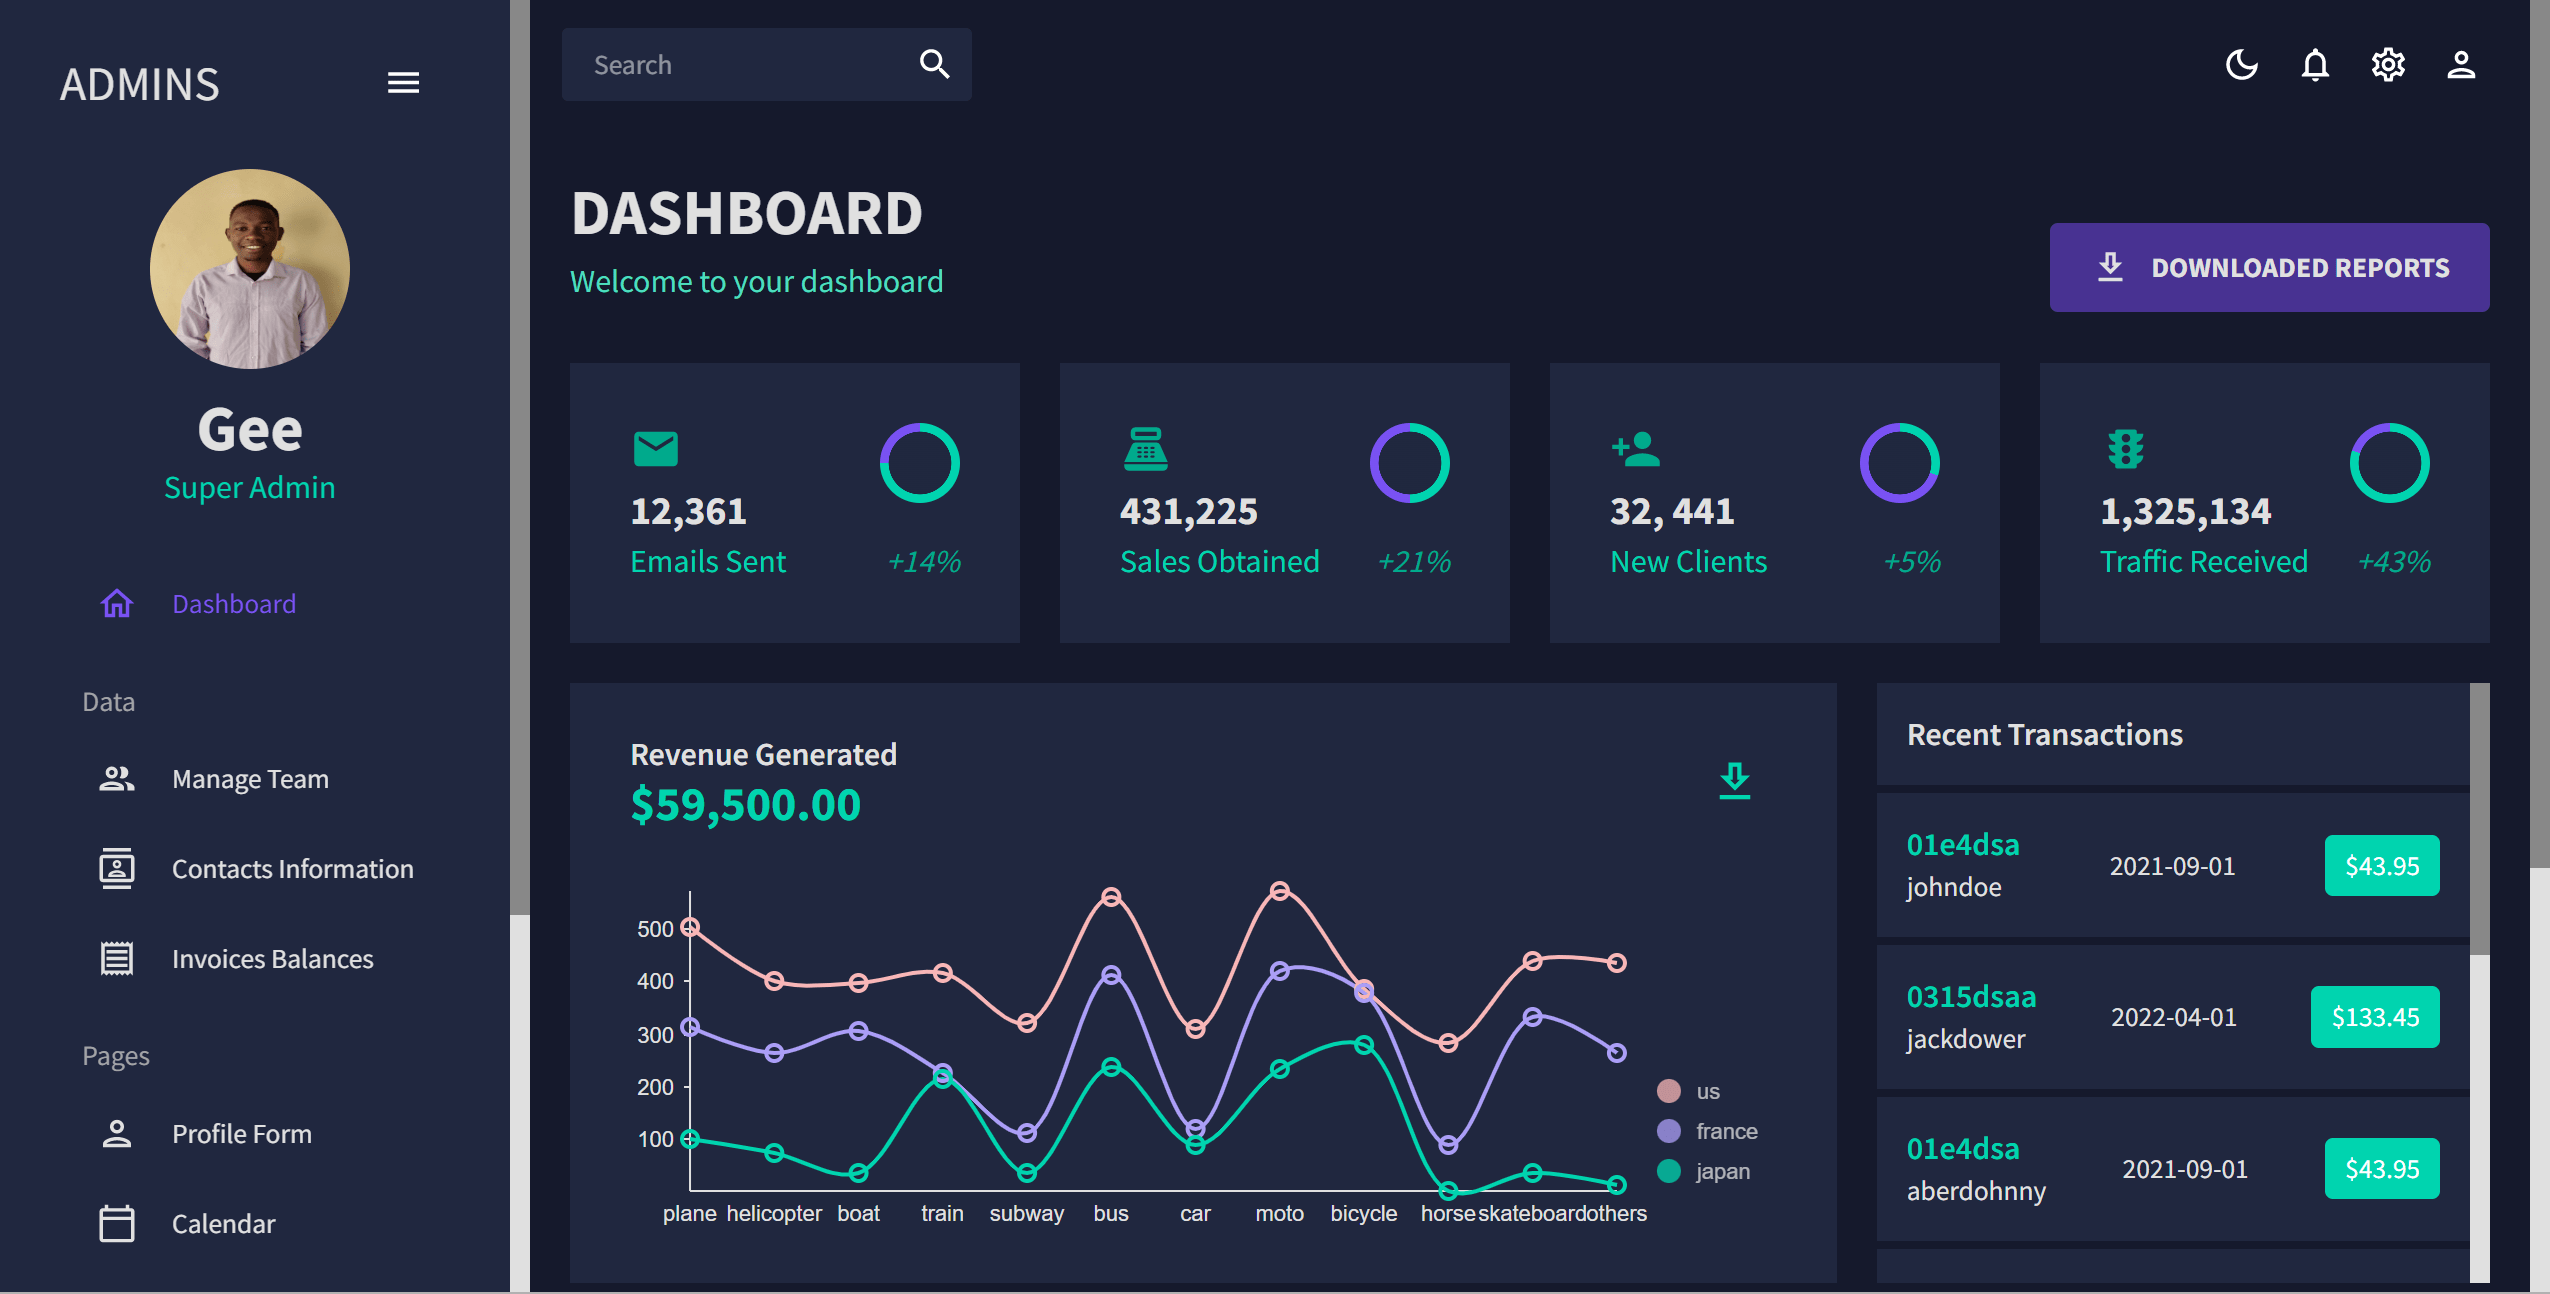 ADMINS
Gee
Super Admin
Dashboard
Data
Manage Team
Contacts Information
Invoices Balances
Pages
Profile Form
Calendar
Search
DASHBOARD
Welcome to your dashboard
DOWNLOADED REPORTS
12,361
Emails Sent +14%
431,225
Sales Obtained +21%
32, 441
New Clients +5%
1,325,134
Traffic Received +43%
Revenue Generated
$59,500.00
500
400
300
200
100
plane helicopter boat train subway bus car moto bicycle horse skateboard others
us
france
japan
Recent Transactions
01e4dsa
johndoe
2021-09-01
$43.95
0315dsaa
jackdower
2022-04-01
$133.45
01e4dsa
aberdohnny
2021-09-01
$43.95